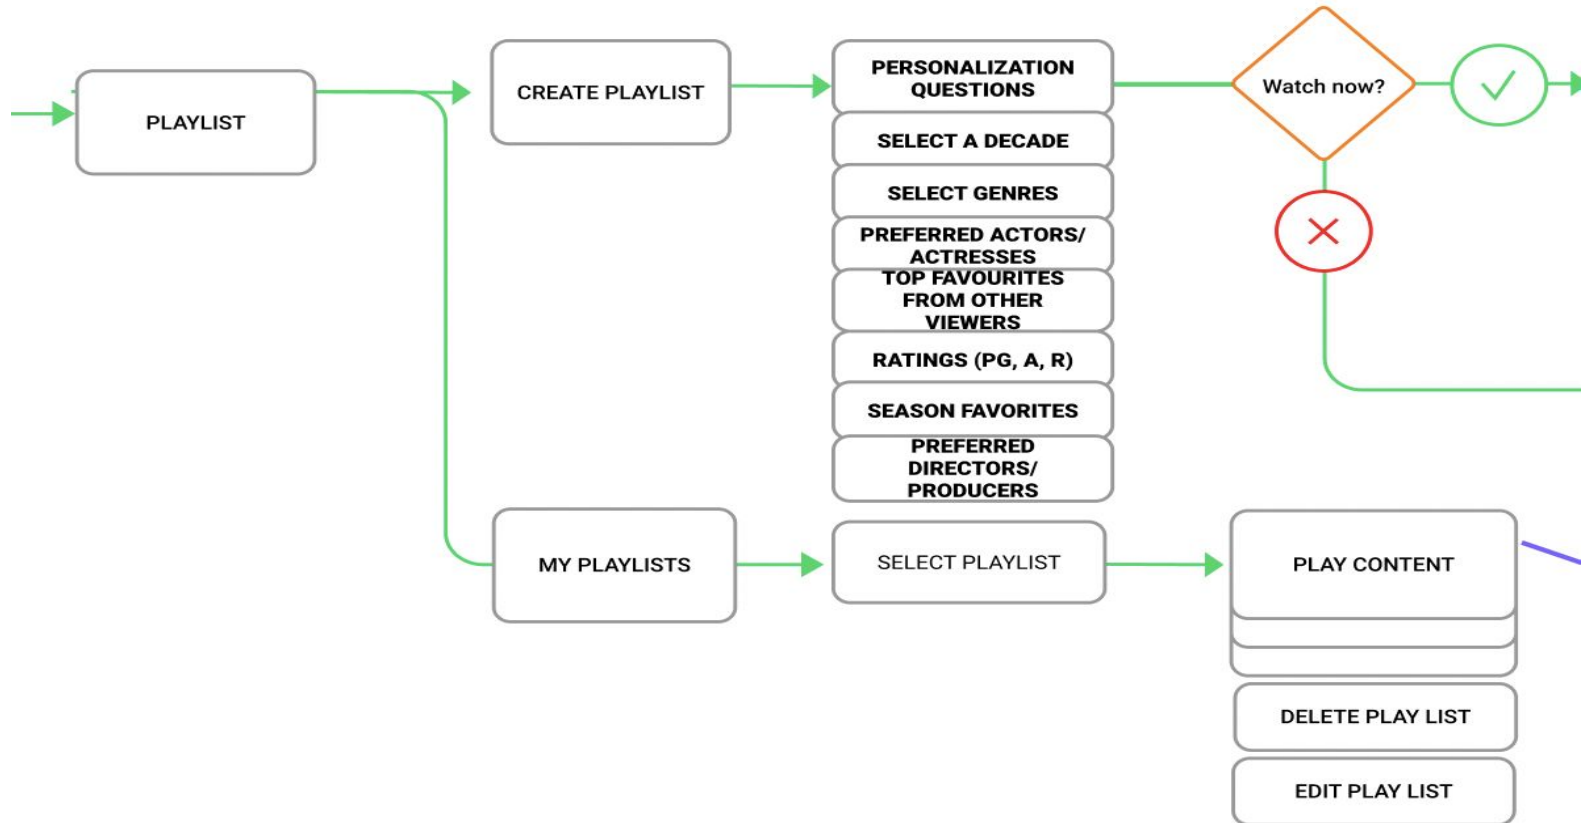 PLAYLIST
CREATE PLAYLIST
PERSONALIZATION
QUESTIONS
SELECT A DECADE
SELECT GENRES
PREFERRED ACTORS/
ACTRESSES
TOP FAVOURITES
FROM OTHER
VIEWERS
RATINGS (PG, A, R)
SEASON FAVORITES
PREFERRED
DIRECTORS/
PRODUCERS
Watch now?
MY PLAYLISTS
SELECT PLAYLIST
PLAY CONTENT
DELETE PLAY LIST
EDIT PLAY LIST